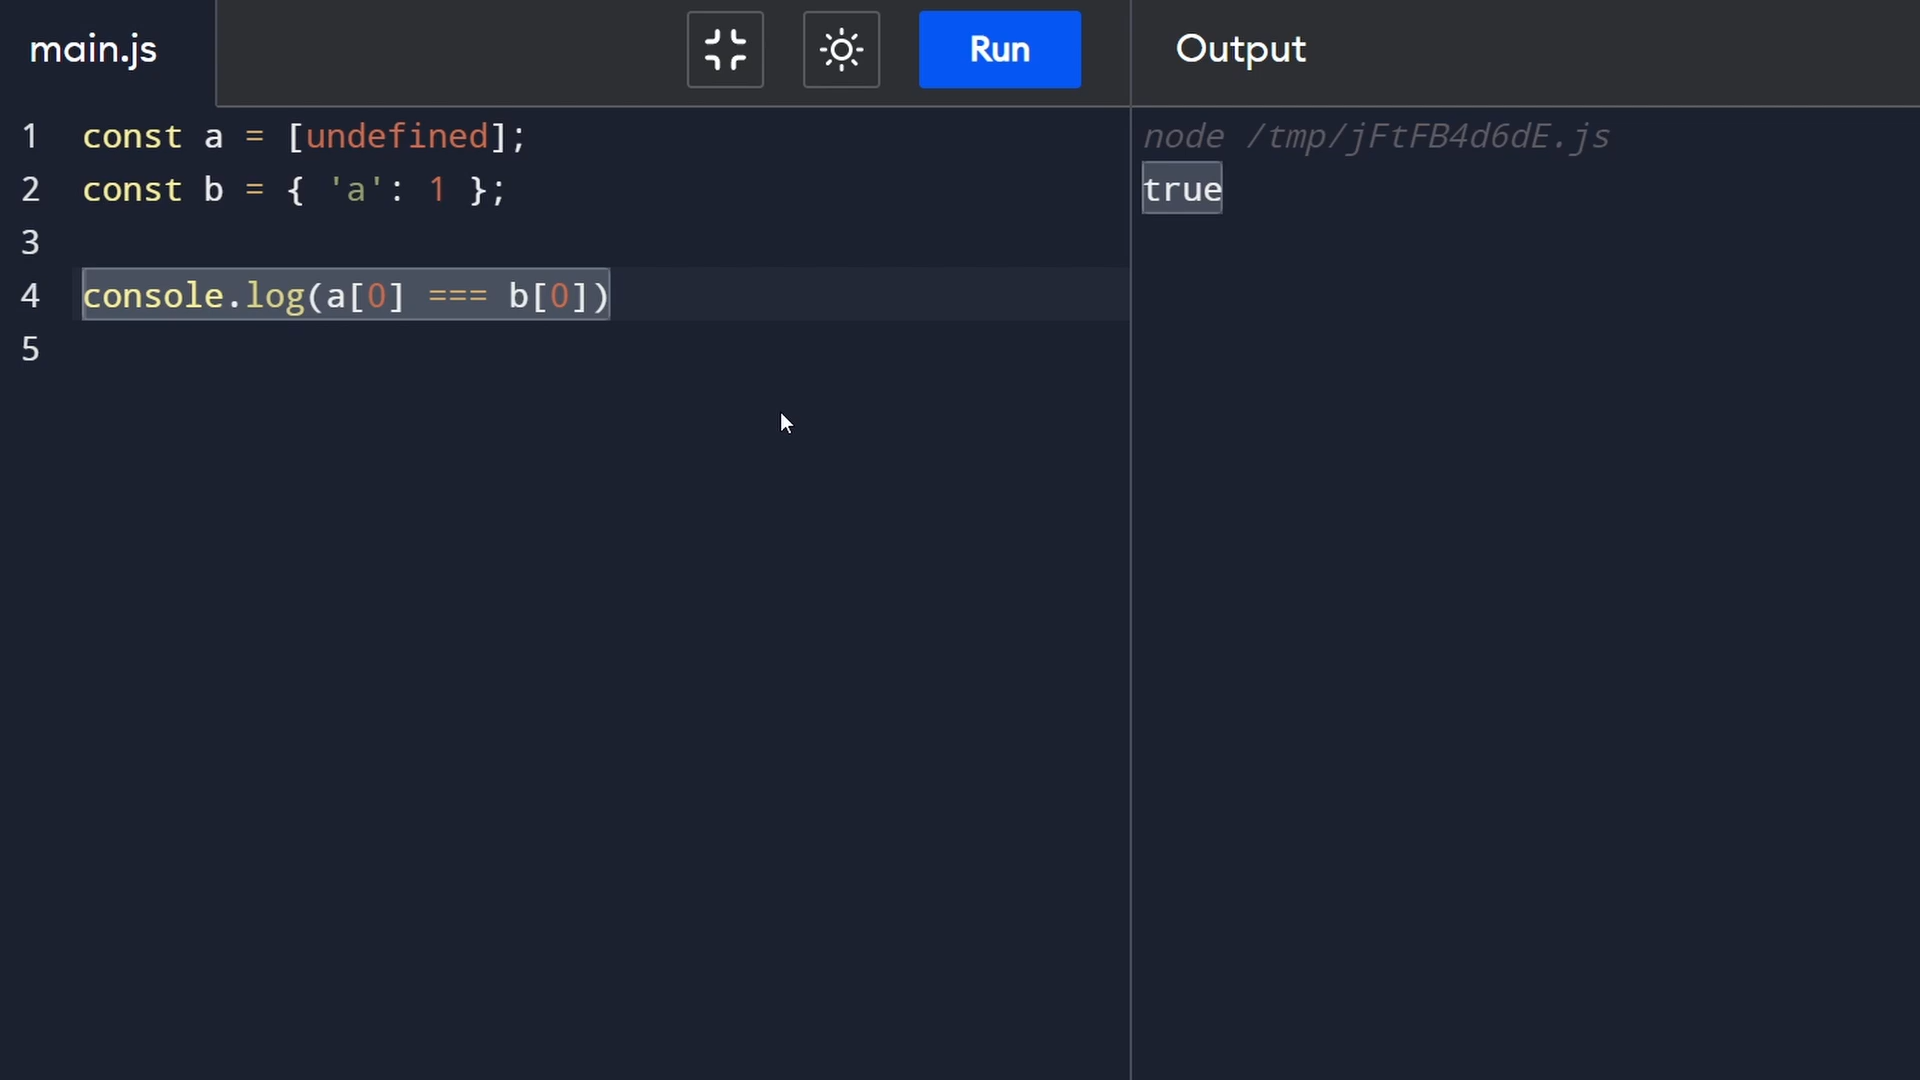 main.js
Run
Output
1 const a = [undefined];
2 const b = { 'a': 1 };
3
4 console.log(a[0] === b[0])
5
node /tmp/jFtFB4d6dE.js
true